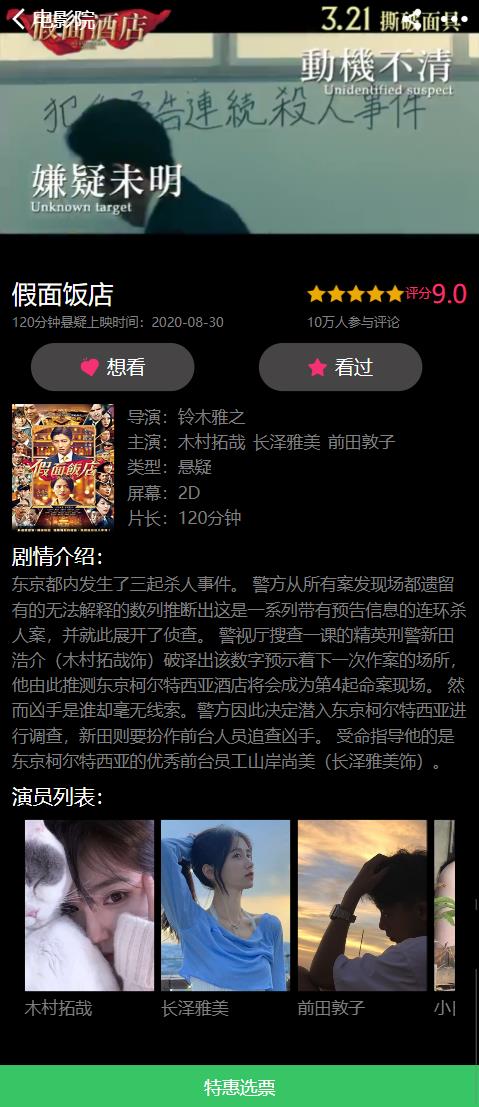 电影院
假面酒店
3.21 撕破面具
動機不清
Unidentified suspect
犯人予告連続殺人事件
嫌疑未明
Unknown target
假面饭店
评分9.0
120分钟悬疑上映时间：2020-08-30
10万人参与评论
想看
看过
假面飯店
导演：铃木雅之
主演：木村拓哉 长泽雅美 前田敦子
类型：悬疑
屏幕：2D
片长：120分钟
剧情介绍：
东京都内发生了三起杀人事件。 警方从所有案发现场都遗留
有的无法解释的数列推断出这是一系列带有预告信息的连环杀
人案，并就此展开了侦查。 警视厅搜查一课的精英刑警新田
浩介（木村拓哉饰）破译出该数字预示着下一次作案的场所，
他由此推测东京柯尔特西亚酒店将会成为第4起命案现场。 然
而凶手是谁却毫无线索。警方因此决定潜入东京柯尔特西亚进
行调查，新田则要扮作前台人员追查凶手。 受命指导他的是
东京柯尔特西亚的优秀前台员工山岸尚美（长泽雅美饰）。
演员列表：
木村拓哉
长泽雅美
前田敦子
小
特惠选票